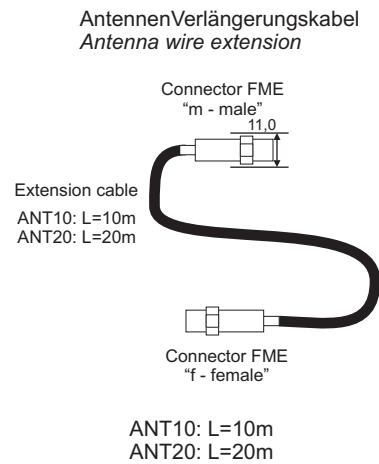 AntennenVerlängerungskabel
Antenna wire extension
Connector FME
“m - male”
11,0
Extension cable
ANT10: L=10m
ANT20: L=20m
Connector FME
“f - female”
ANT10: L=10m
ANT20: L=20m